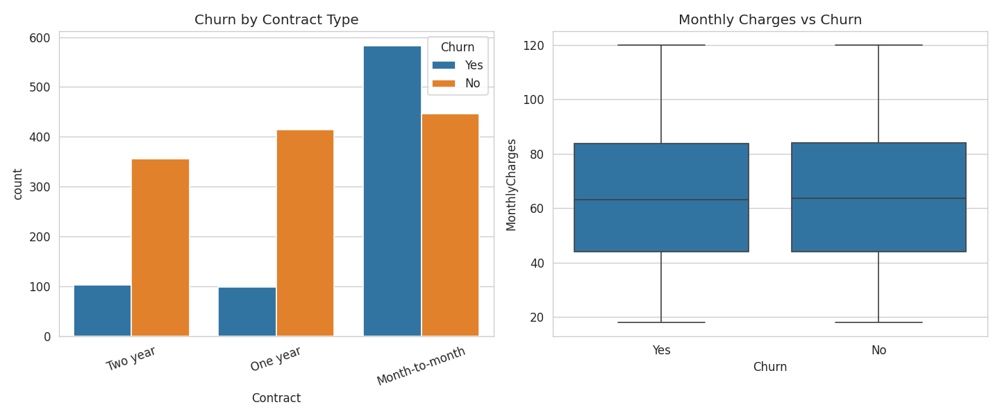 Churn by Contract Type
600
500
400
300
200
100
0
count
Churn
Yes
No
Two year
One year
Month-to-month
Contract
Monthly Charges vs Churn
120
100
80
60
40
20
MonthlyCharges
Yes
No
Churn